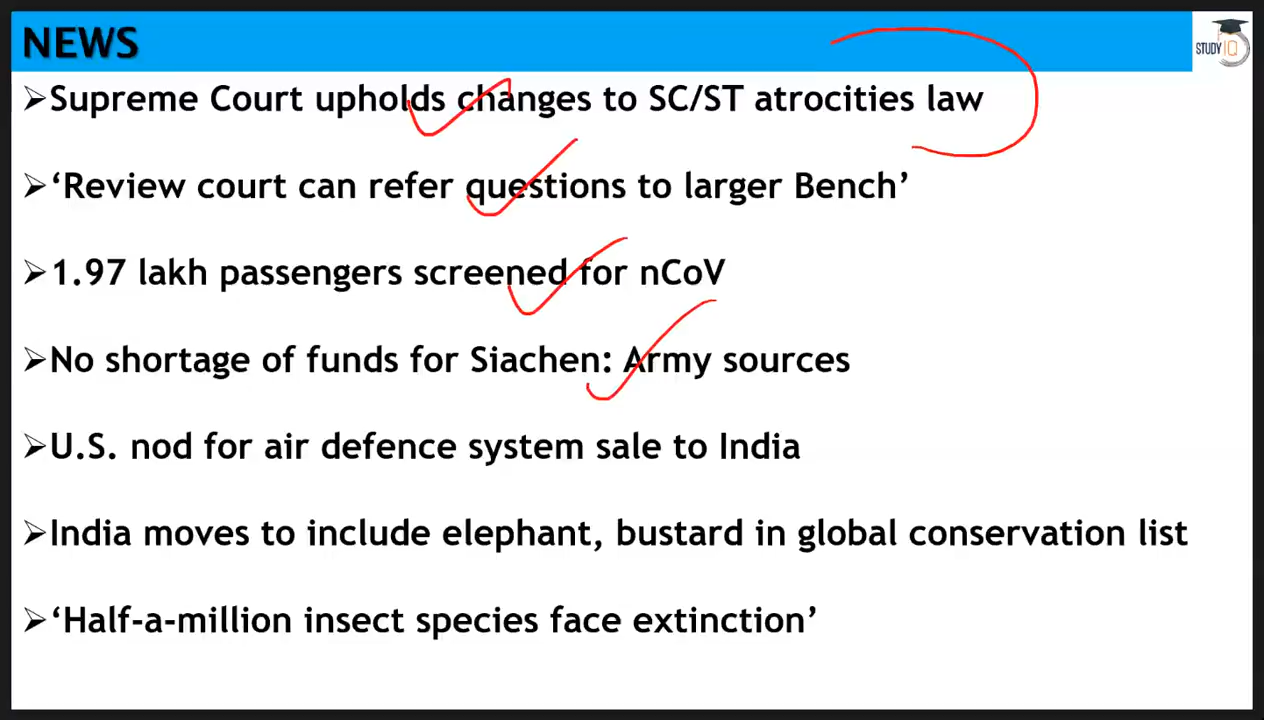 NEWS
STUDY IQ
➢Supreme Court upholds changes to SC/ST atrocities law
➢‘Review court can refer questions to larger Bench’
➢1.97 lakh passengers screened for nCoV
➢No shortage of funds for Siachen: Army sources
➢U.S. nod for air defence system sale to India
➢India moves to include elephant, bustard in global conservation list
➢‘Half-a-million insect species face extinction’